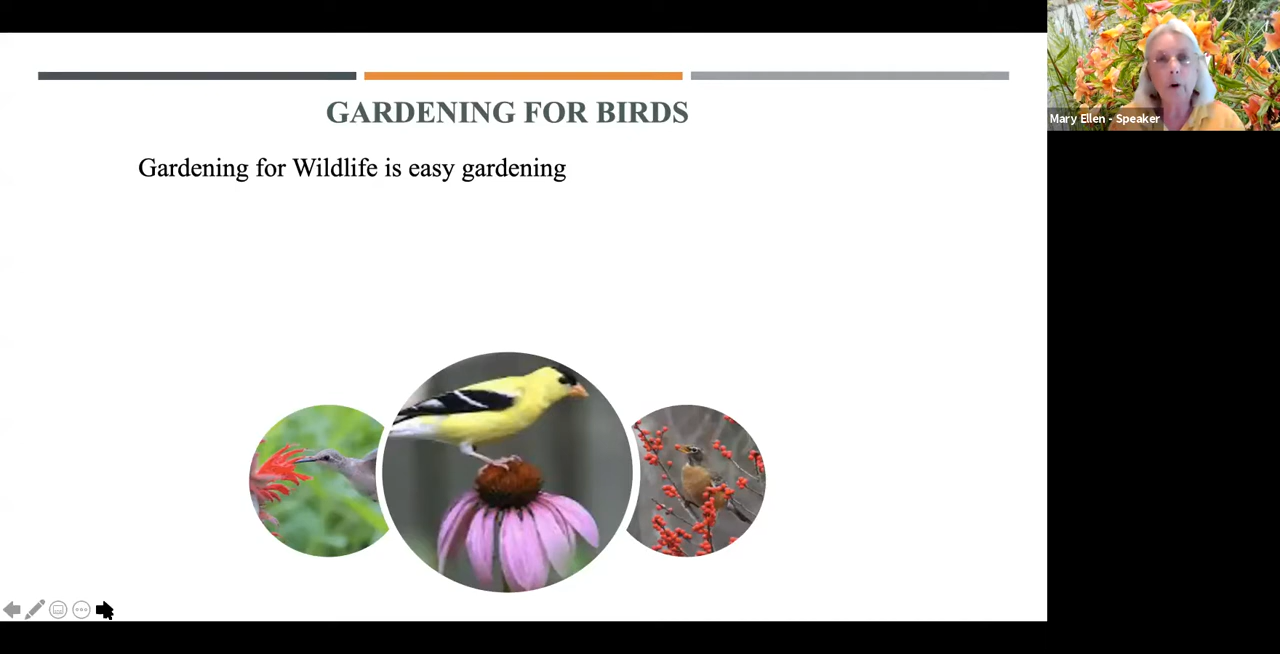 GARDENING FOR BIRDS
Gardening for Wildlife is easy gardening
Mary Ellen - Speaker